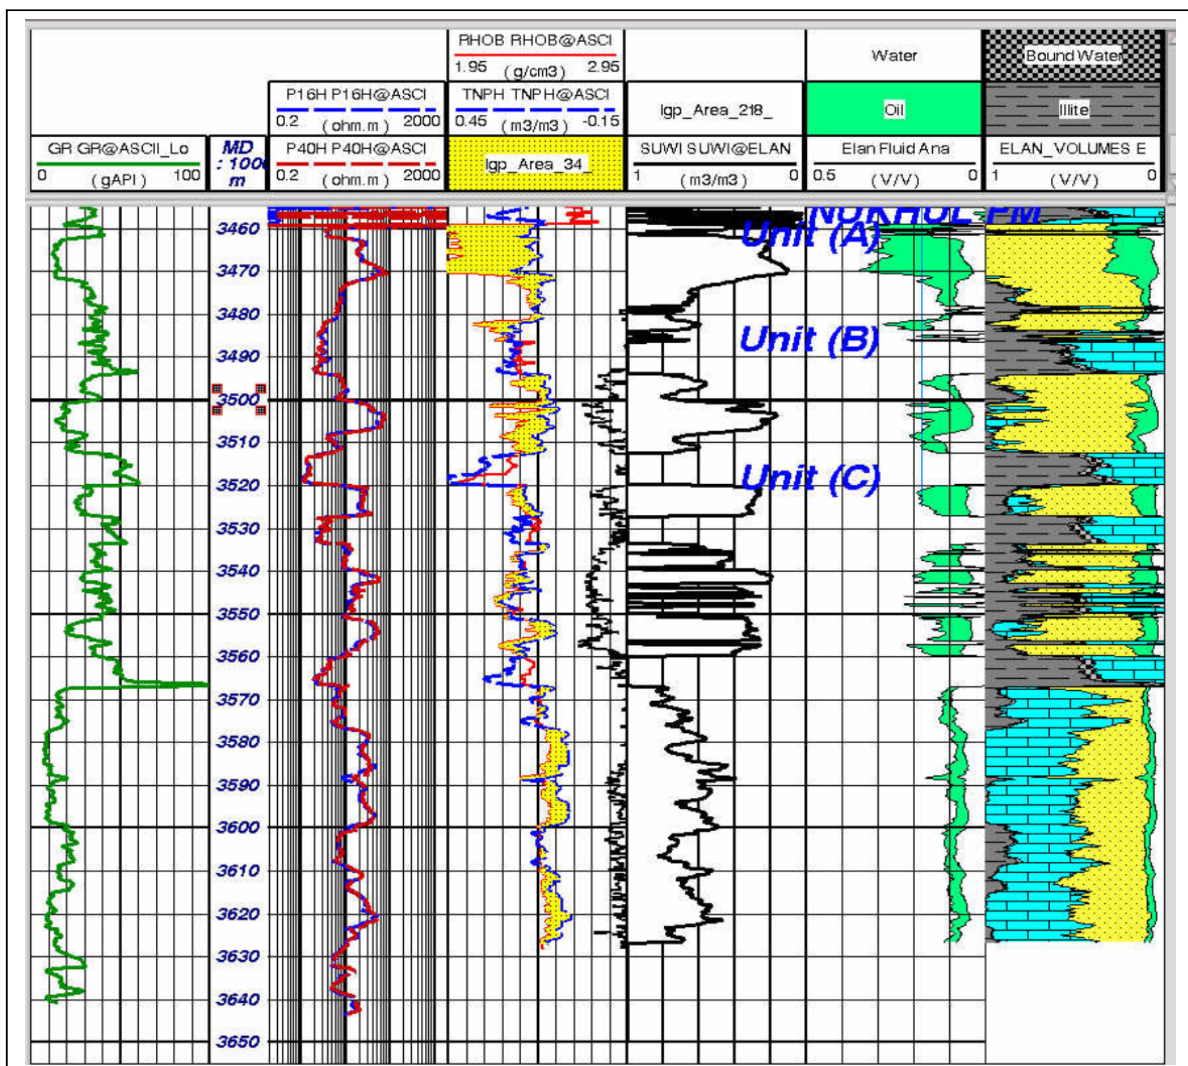 RHOB RHOB@ASCI
1.95 (g/cm3) 2.95
Water
Bound Water
P16H P16H@ASCI
0.2 (ohm.m) 2000
TNPH TNPH@ASCI
0.45 (m3/m3) -0.15
Igp_Area_218_
Oil
Illite
GR GR@ASCII_Lo
0 (gAPI) 100
MD
: 1000
m
P40H P40H@ASCI
0.2 (ohm.m) 2000
Igp_Area_34_
SUWI SUWI@ELAN
1 (m3/m3) 0
Elan Fluid Ana
0.5 (V/V) 0
ELAN_VOLUMES E
1 (V/V) 0
NUKHUL FM
3460
Unit (A)
3470
3480
Unit (B)
3490
3500
3510
Unit (C)
3520
3530
3540
3550
3560
3570
3580
3590
3600
3610
3620
3630
3640
3650